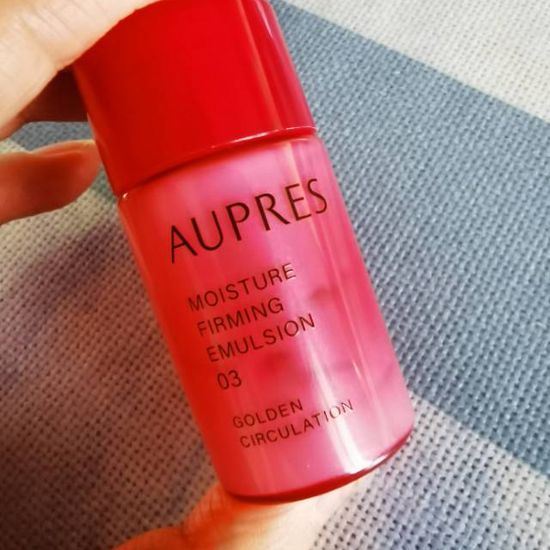 AUPRES
MOISTURE
FIRMING
EMULSION
03
GOLDEN
CIRCULATION